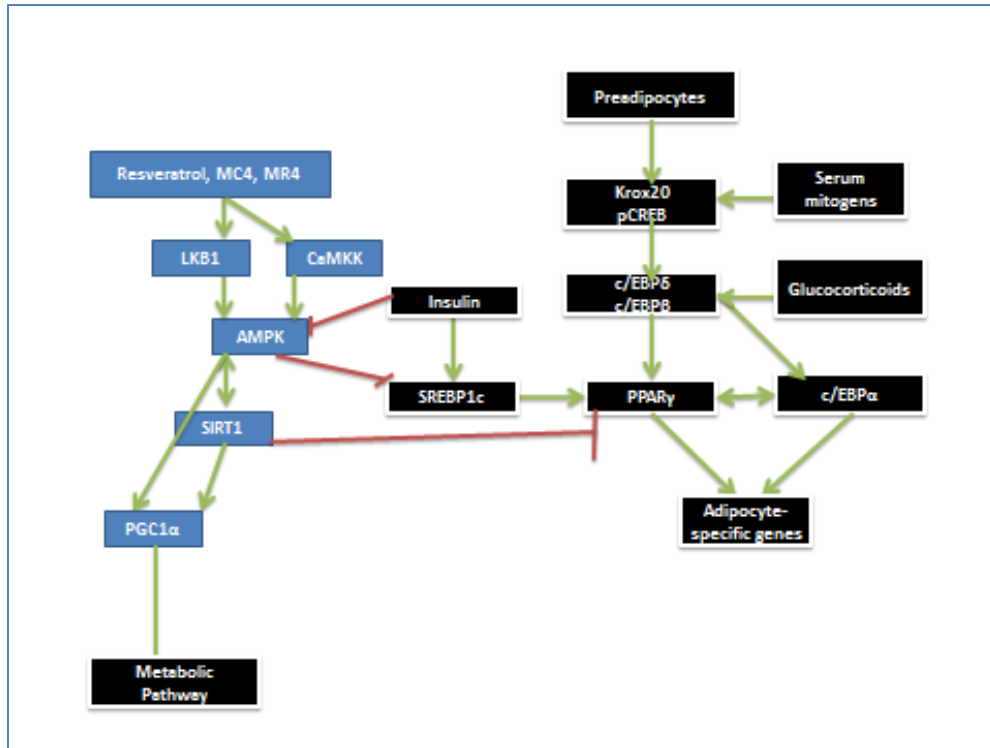 Preadipocytes
Resveratrol, MC4, MR4
Krox20
pCREB
Serum
mitogens
LKB1
CaMKK
c/EBPδ
c/EBPβ
Glucocorticoids
Insulin
AMPK
SREBP1c
PPARγ
c/EBPα
SIRT1
PGC1α
Adipocyte-
specific genes
Metabolic
Pathway